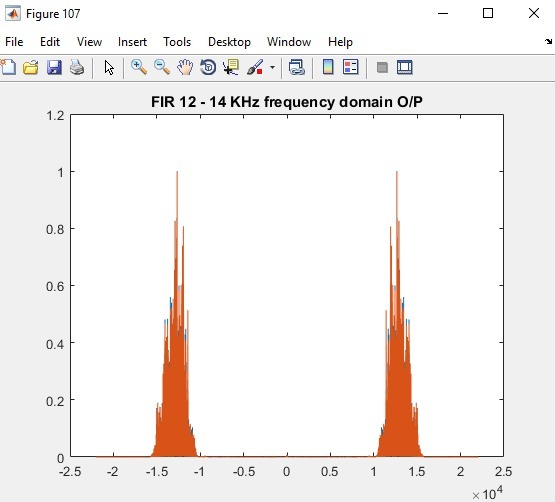 Figure 107
File Edit View Insert Tools Desktop Window Help
FIR 12 - 14 KHz frequency domain O/P
1.2
1
0.8
0.6
0.4
0.2
0
-2.5 -2 -1.5 -1 -0.5 0 0.5 1 1.5 2 2.5
×10⁴